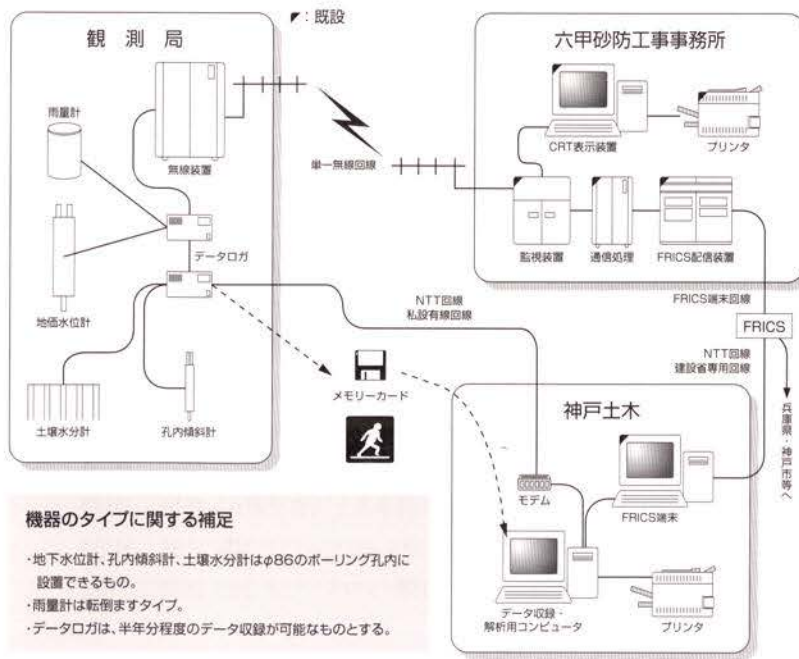 ◤：既設
観測局
雨量計
無線装置
データロガ
地価水位計
土壌水分計
孔内傾斜計
単一無線回線
六甲砂防工事事務所
CRT表示装置
プリンタ
監視装置
通信処理
FRICS配信装置
FRICS端末回線
FRICS
NTT回線
建設省専用回線
兵庫県・神戸市等へ
NTT回線
私設有線回線
メモリーカード
神戸土木
モデム
FRICS端末
データ収録・
解析用コンピュータ
プリンタ
機器のタイプに関する補足
・地下水位計、孔内傾斜計、土壌水分計はφ86のボーリング孔内に
設置できるもの。
・雨量計は転倒ますタイプ。
・データロガは、半年分程度のデータ収録が可能なものとする。